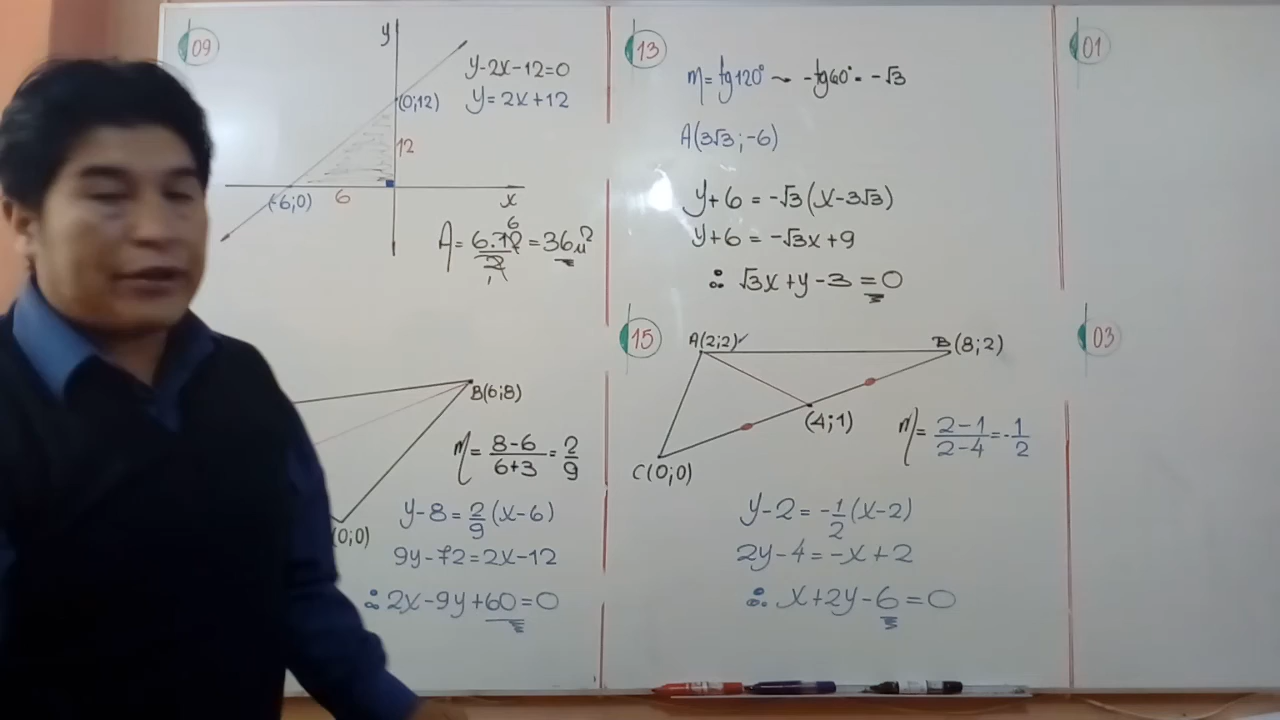 09
y
y-2x-12=0
y=2x+12
(0;12)
12
(-6;0)
6
x
A= 6.12/2 =36u²
6
B(6;8)
m= 8-6/6+3 = 2/9
(0;0)
y-8=2/9(x-6)
9y-72=2x-12
∴ 2x-9y+60=0
13
m=tg120° ~ -tg60°= -√3
A(3√3;-6)
y+6=-√3(x-3√3)
y+6=-√3x+9
∴ √3x+y-3=0
15
A(2;2)✓
B(8;2)
(4;1)
C(0;0)
m= 2-1/2-4 =-1/2
y-2=-1/2(x-2)
2y-4=-x+2
∴ x+2y-6=0
01
03